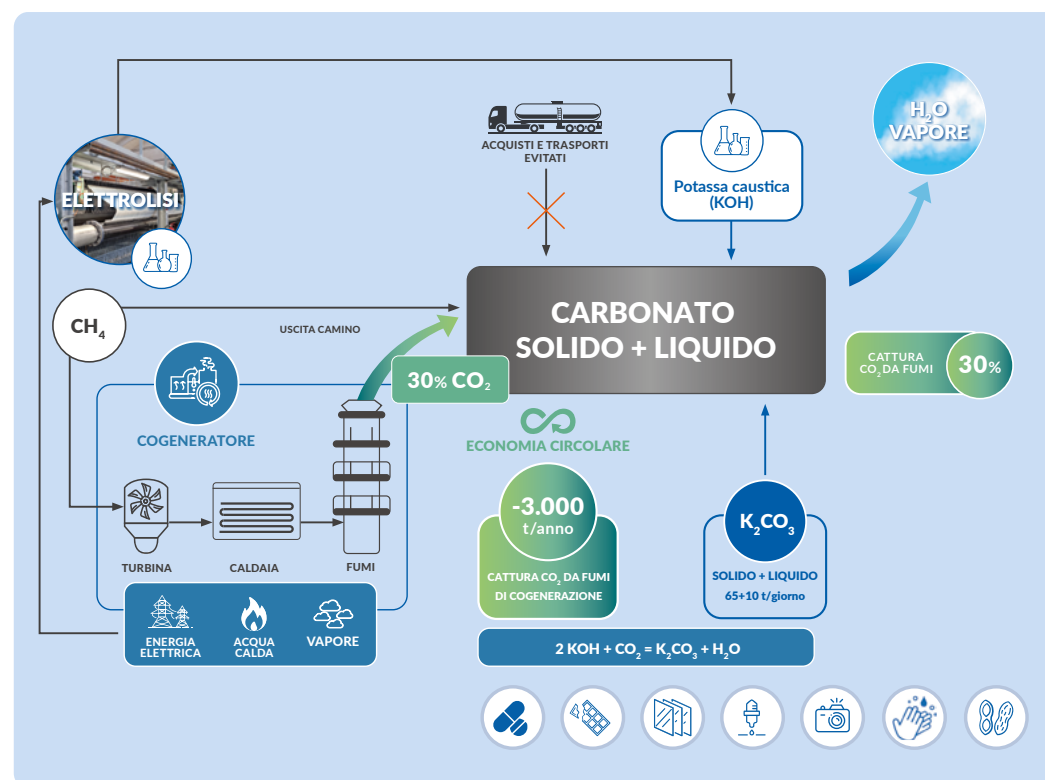 H₂O
VAPORE
ACQUISTI E TRASPORTI
EVITATI
ELETTROLISI
Potassa caustica
(KOH)
CH₄
USCITA CAMINO
CARBONATO
SOLIDO + LIQUIDO
30% CO₂
CATTURA
CO₂ DA FUMI
30%
COGENERATORE
ECONOMIA CIRCOLARE
-3.000
t/anno
CATTURA CO₂ DA FUMI
DI COGENERAZIONE
K₂CO₃
SOLIDO + LIQUIDO
65+10 t/giorno
TURBINA
CALDAIA
FUMI
ENERGIA
ELETTRICA
ACQUA
CALDA
VAPORE
2 KOH + CO₂ = K₂CO₃ + H₂O